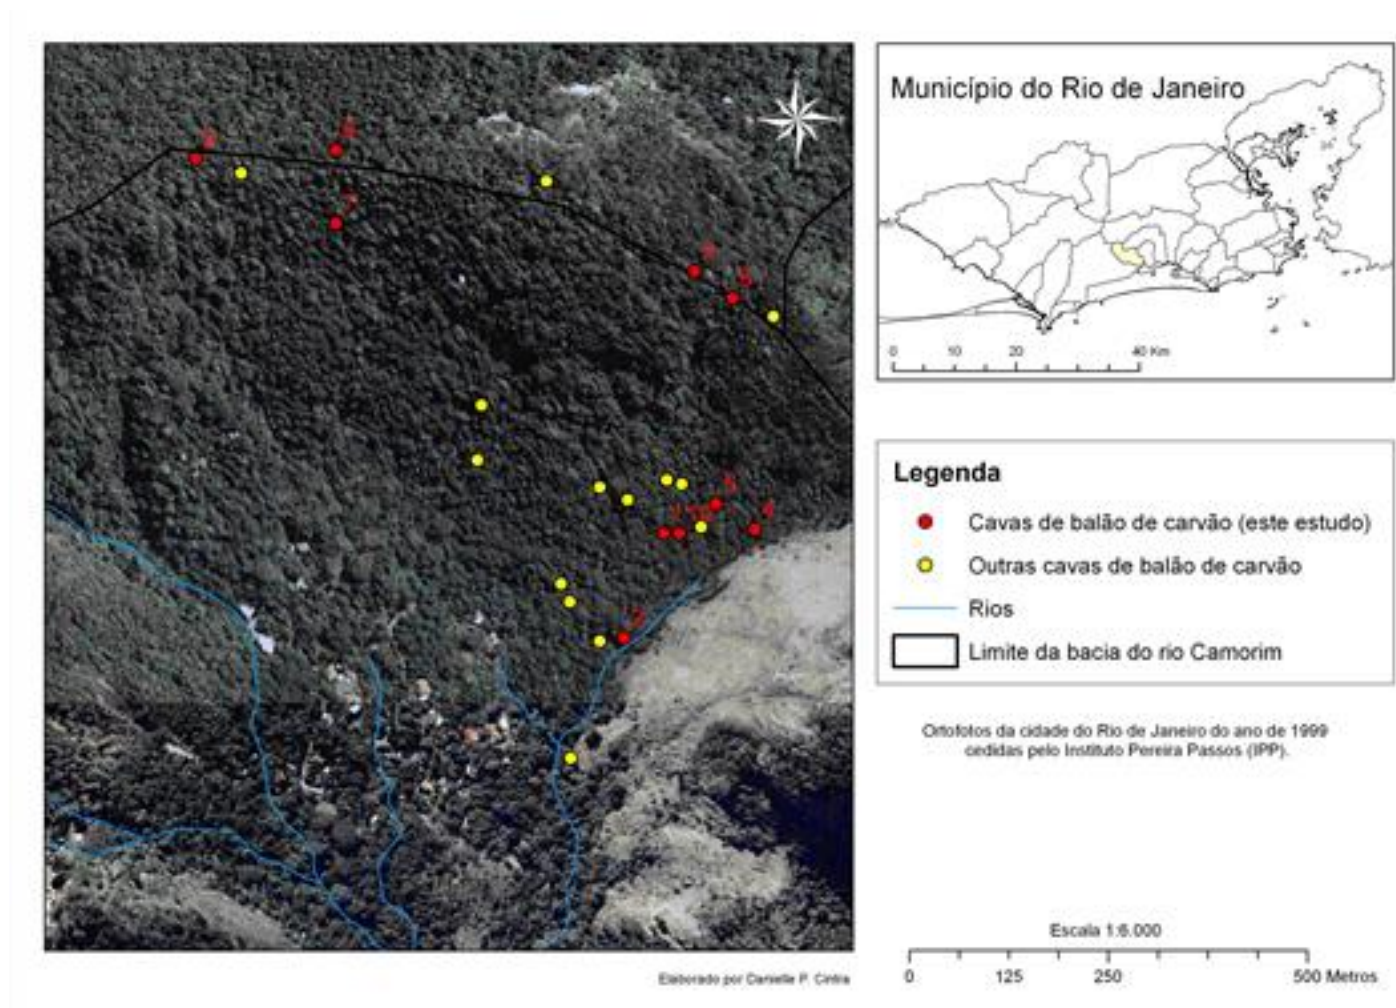 Município do Rio de Janeiro
0 10 20 40 Km
Legenda
Cavas de balão de carvão (este estudo)
Outras cavas de balão de carvão
Rios
Limite da bacia do rio Camorim
Ortofotos da cidade do Rio de Janeiro do ano de 1999
cedidas pelo Instituto Pereira Passos (IPP).
Escala 1:6.000
0 125 250 500 Metros
Elaborado por Danielle P. Cintra
7
5
4